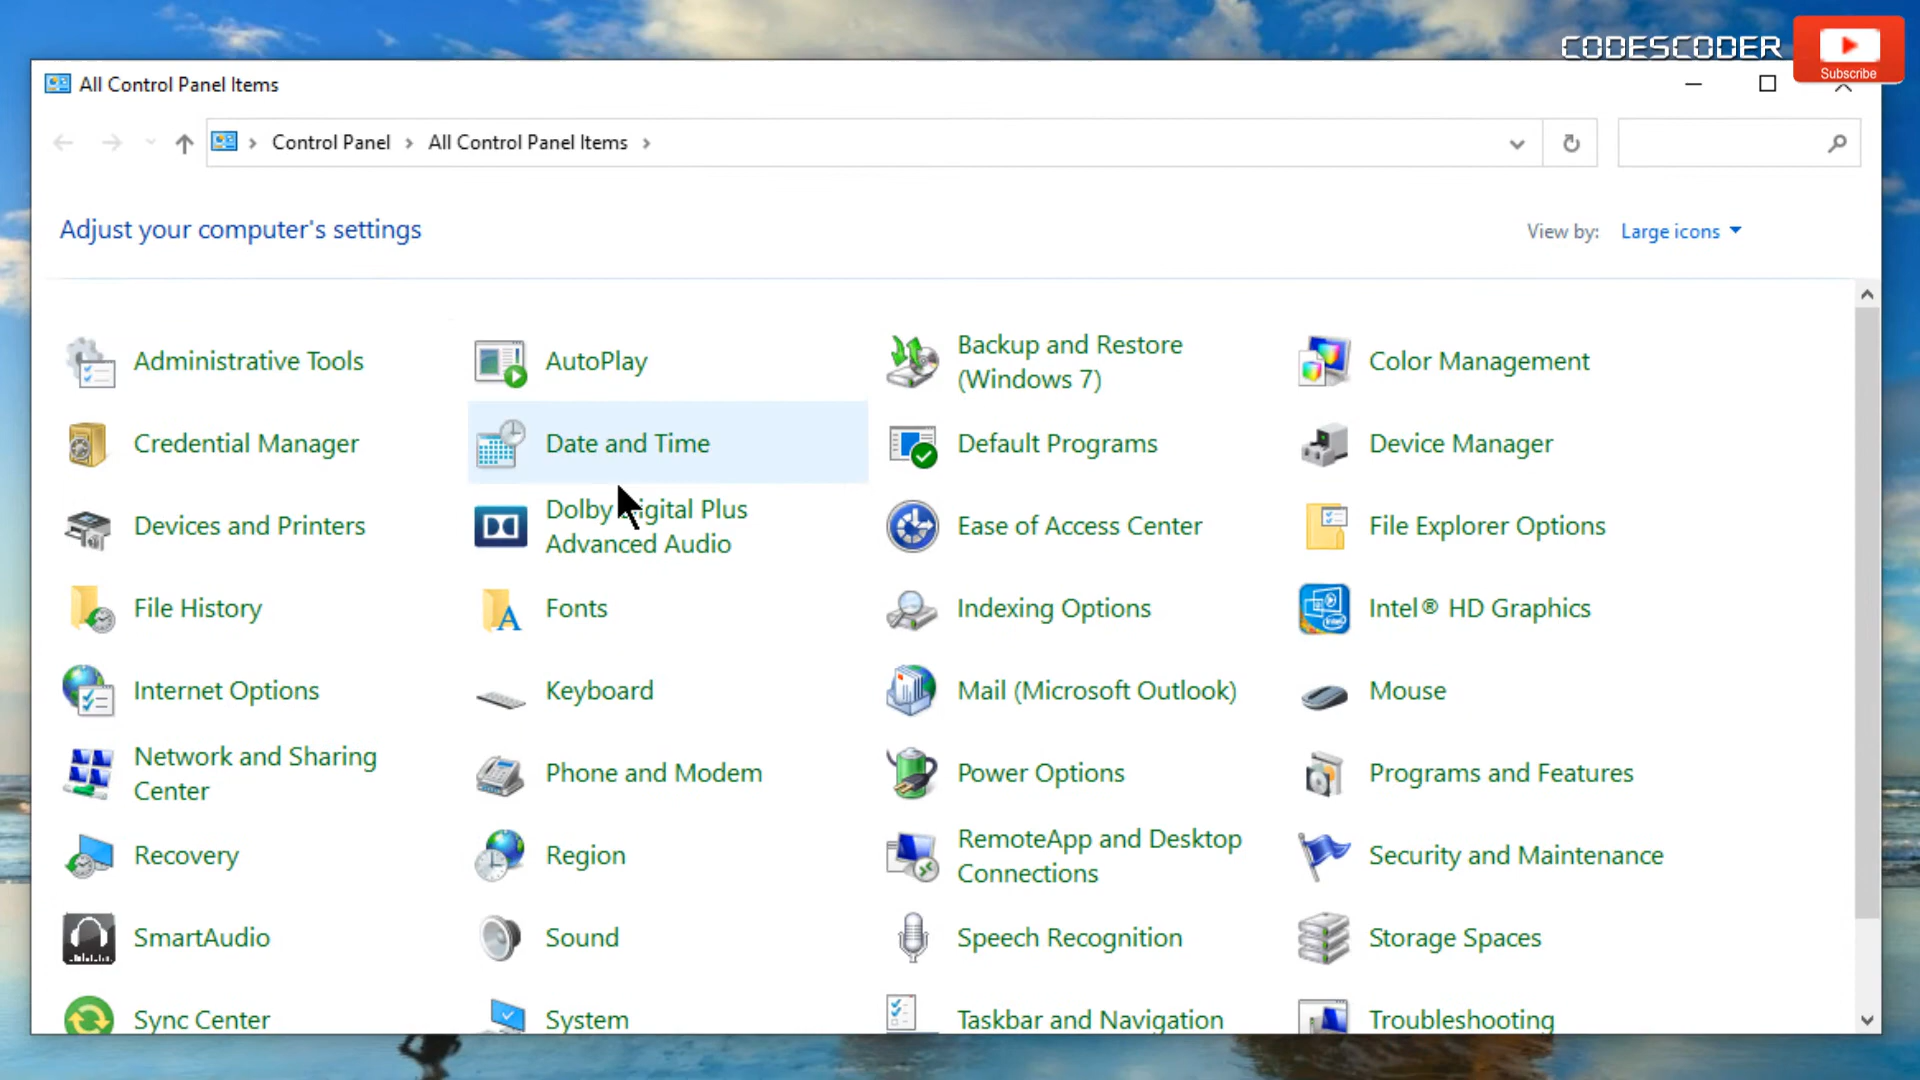 CODESCODER
Subscribe
All Control Panel Items
Control Panel > All Control Panel Items >
Adjust your computer's settings
View by: Large icons
Administrative Tools
AutoPlay
Backup and Restore
(Windows 7)
Color Management
Credential Manager
Date and Time
Default Programs
Device Manager
Devices and Printers
Dolby Digital Plus
Advanced Audio
Ease of Access Center
File Explorer Options
File History
Fonts
Indexing Options
Intel® HD Graphics
Internet Options
Keyboard
Mail (Microsoft Outlook)
Mouse
Network and Sharing
Center
Phone and Modem
Power Options
Programs and Features
Recovery
Region
RemoteApp and Desktop
Connections
Security and Maintenance
SmartAudio
Sound
Speech Recognition
Storage Spaces
Sync Center
System
Taskbar and Navigation
Troubleshooting